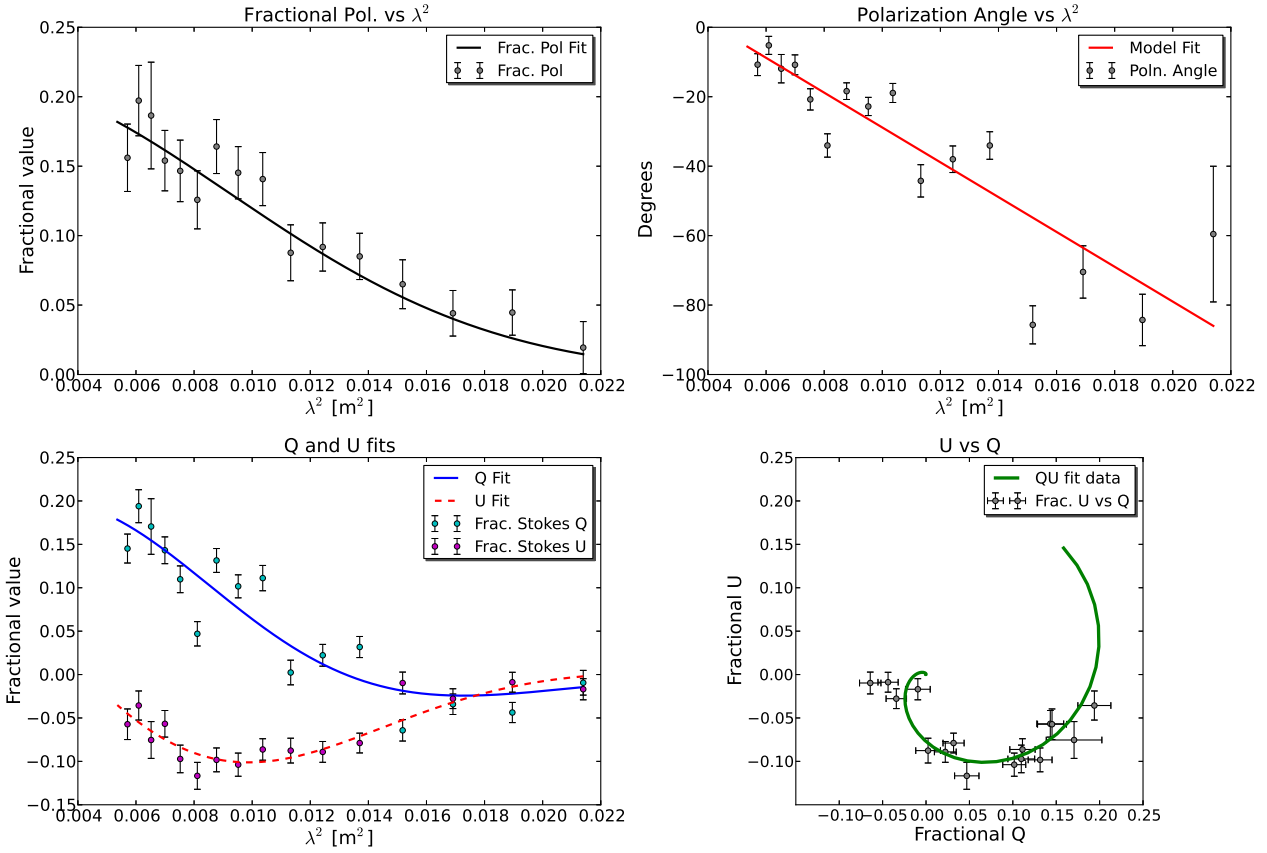 Fractional Pol. vs λ²
0.25
0.20
0.15
0.10
0.05
0.00
Fractional value
Frac. Pol Fit
Frac. Pol
0.004 0.006 0.008 0.010 0.012 0.014 0.016 0.018 0.020 0.022
λ² [m²]
Polarization Angle vs λ²
0
−20
−40
−60
−80
−100
Degrees
Model Fit
Poln. Angle
0.004 0.006 0.008 0.010 0.012 0.014 0.016 0.018 0.020 0.022
λ² [m²]
Q and U fits
0.25
0.20
0.15
0.10
0.05
0.00
−0.05
−0.10
−0.15
Fractional value
Q Fit
U Fit
Frac. Stokes Q
Frac. Stokes U
0.004 0.006 0.008 0.010 0.012 0.014 0.016 0.018 0.020 0.022
λ² [m²]
U vs Q
0.25
0.20
0.15
0.10
0.05
0.00
−0.05
−0.10
Fractional U
QU fit data
Frac. U vs Q
−0.10 −0.05 0.00 0.05 0.10 0.15 0.20 0.25
Fractional Q